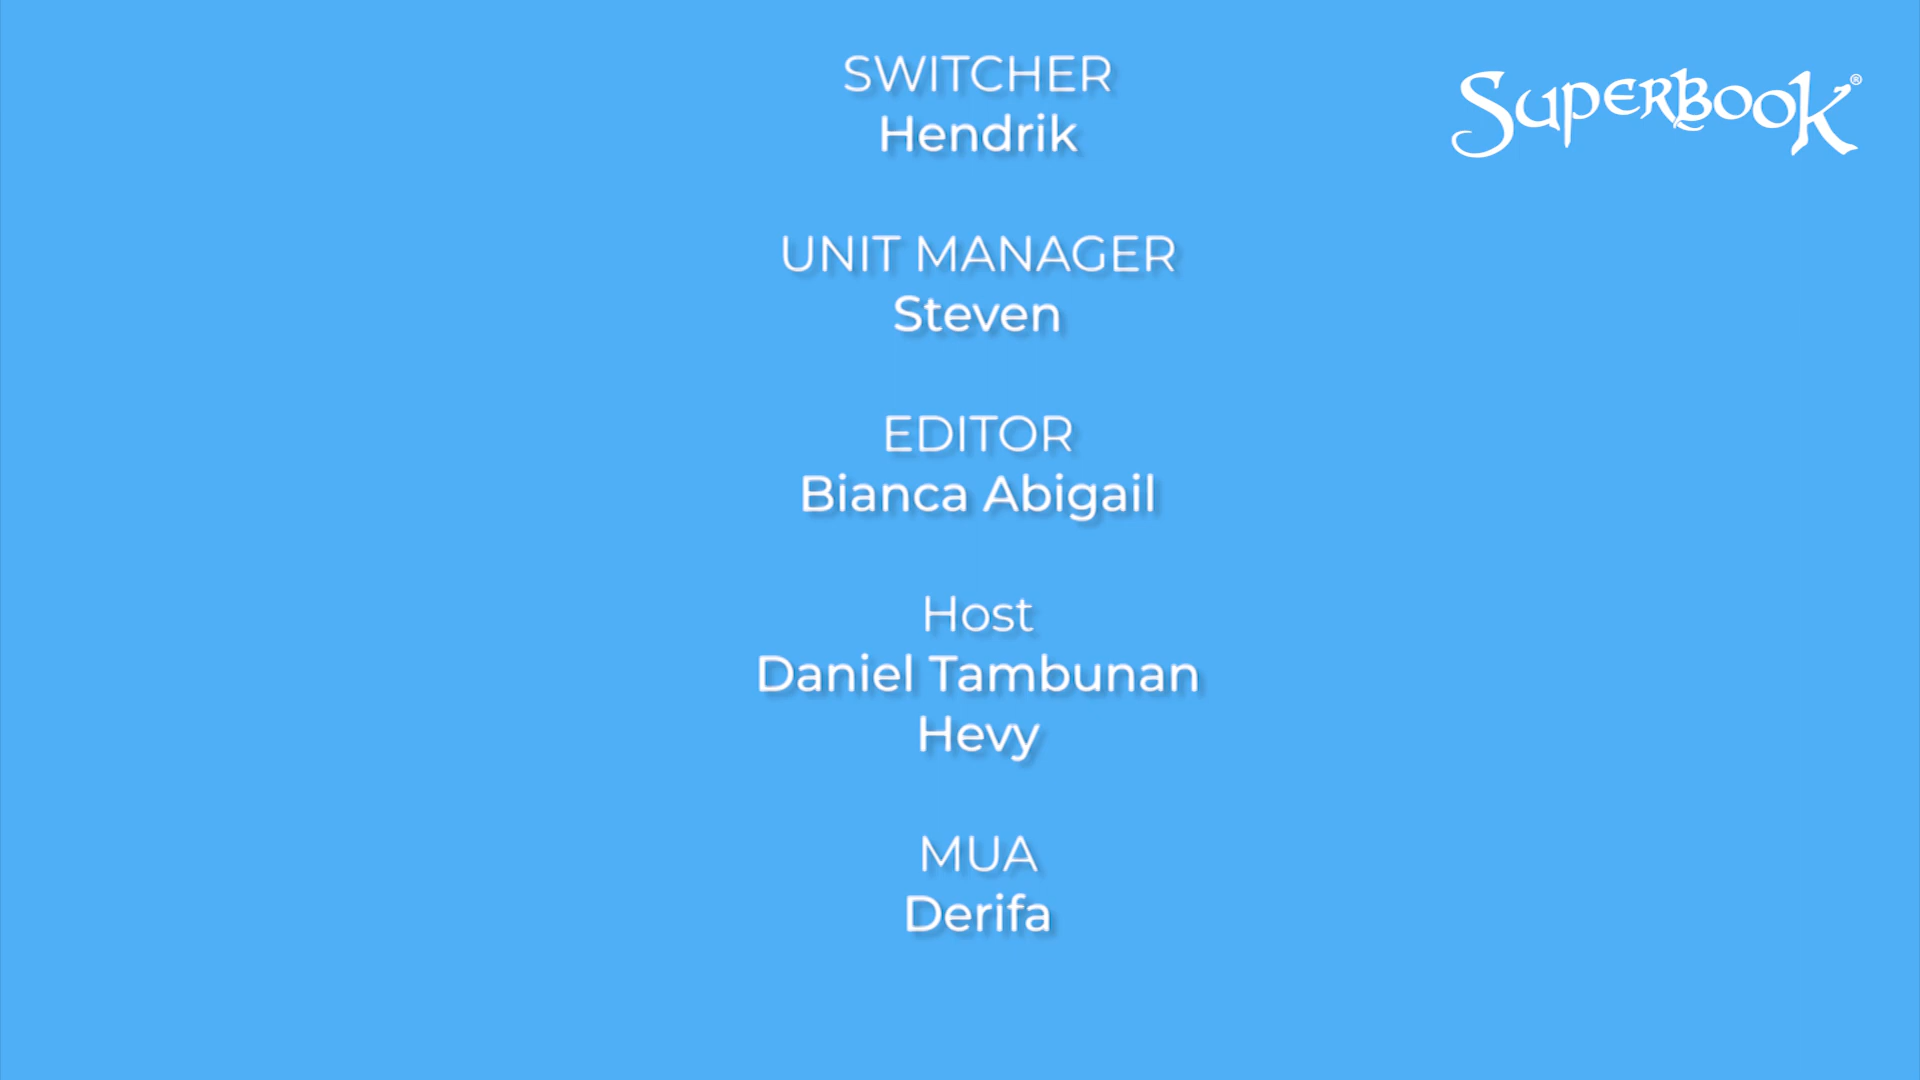 SWITCHER
Hendrik
SUPERBOOK®
UNIT MANAGER
Steven
EDITOR
Bianca Abigail
Host
Daniel Tambunan
Hevy
MUA
Derifa